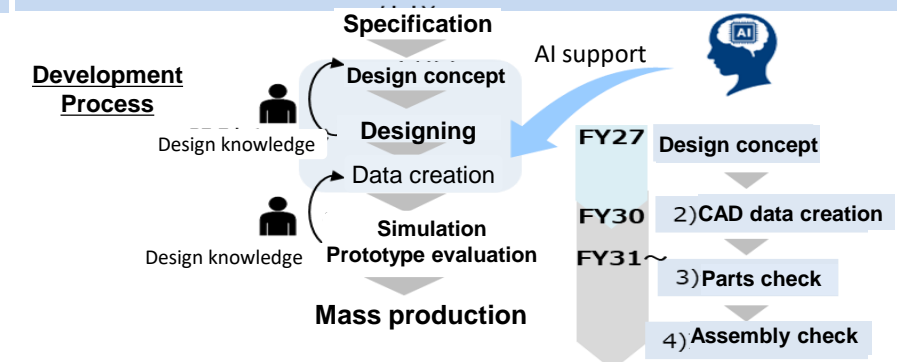 Specification
Development
Process
Design concept
AI support
AI
Designing
Design knowledge
Data creation
Simulation
Prototype evaluation
Design knowledge
Mass production
FY27
Design concept
FY30
2)CAD data creation
FY31～
3)Parts check
4)Assembly check